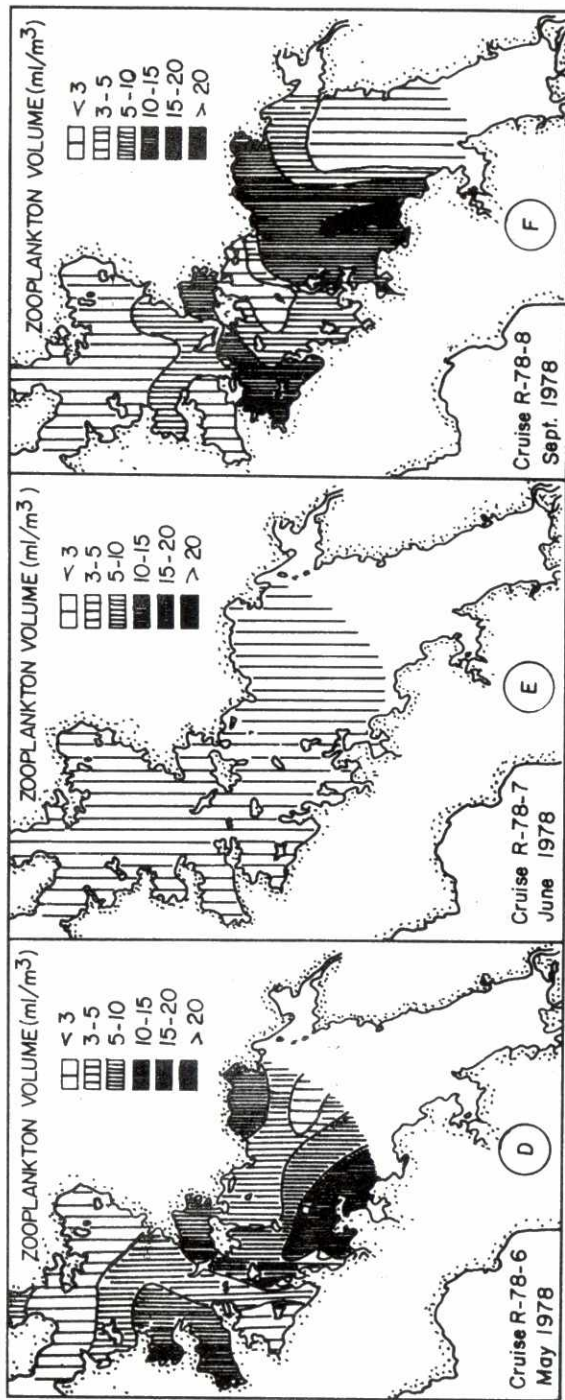 ZOOPLANKTON VOLUME (ml/m³)
< 3
3-5
5-10
10-15
15-20
> 20
D
Cruise R-78-6
May 1978
ZOOPLANKTON VOLUME (ml/m³)
< 3
3-5
5-10
10-15
15-20
> 20
E
Cruise R-78-7
June 1978
ZOOPLANKTON VOLUME (ml/m³)
< 3
3-5
5-10
10-15
15-20
> 20
F
Cruise R-78-8
Sept. 1978